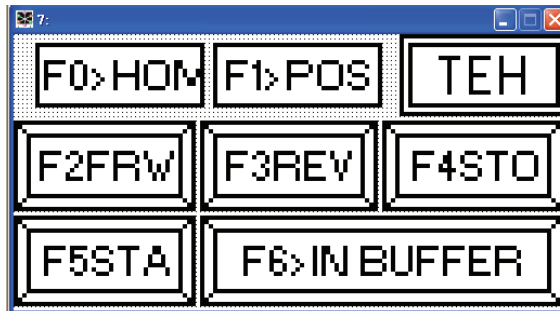 7:
F0>HOM F1>POS TEH
F2FRW F3REV F4STO
F5STA F6>IN BUFFER